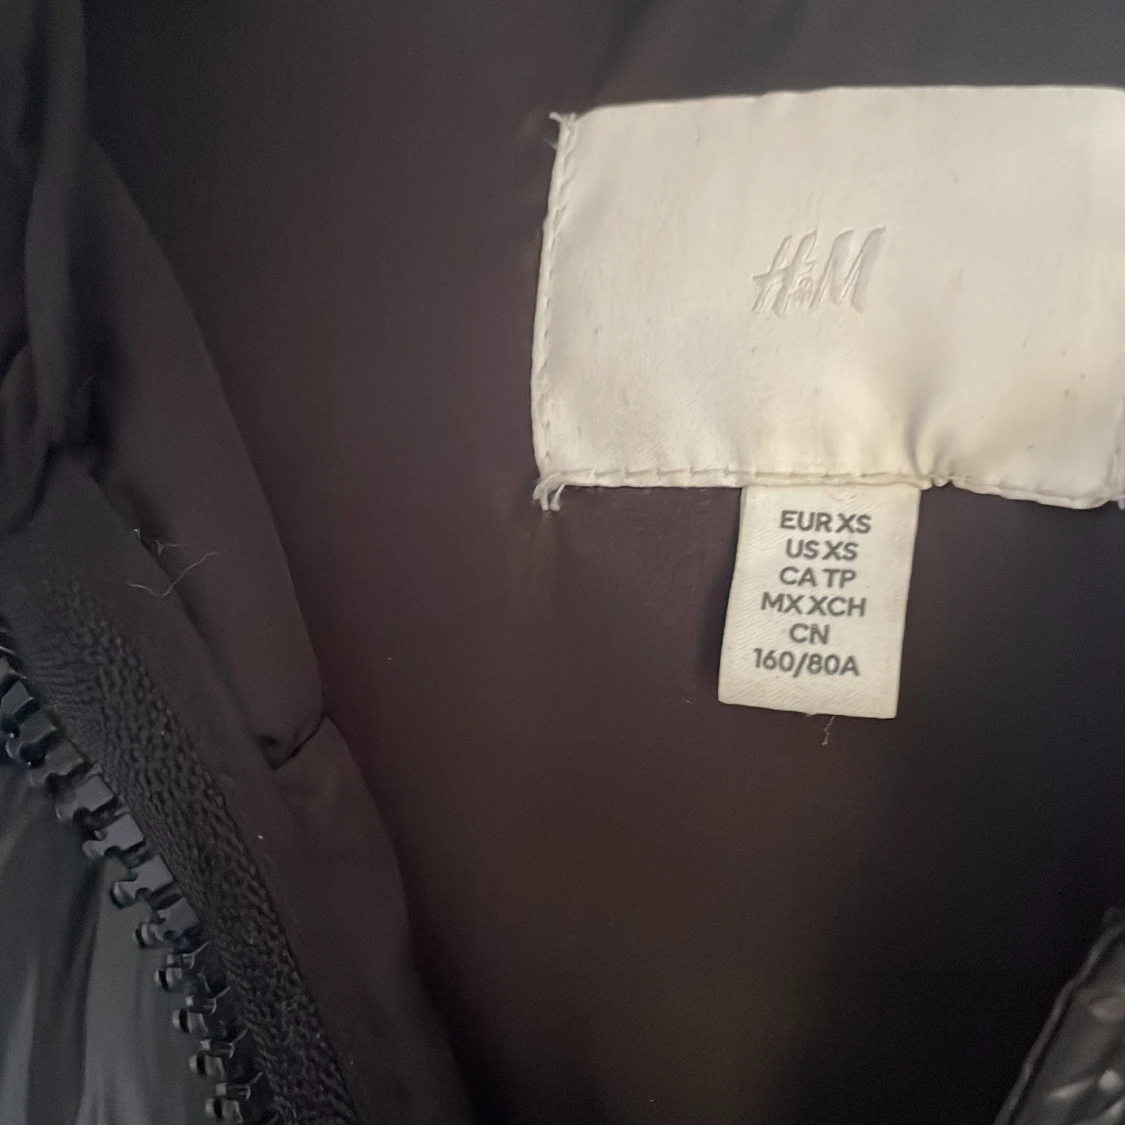 H&M
EUR XS
US XS
CA TP
MX XCH
CN
160/80A